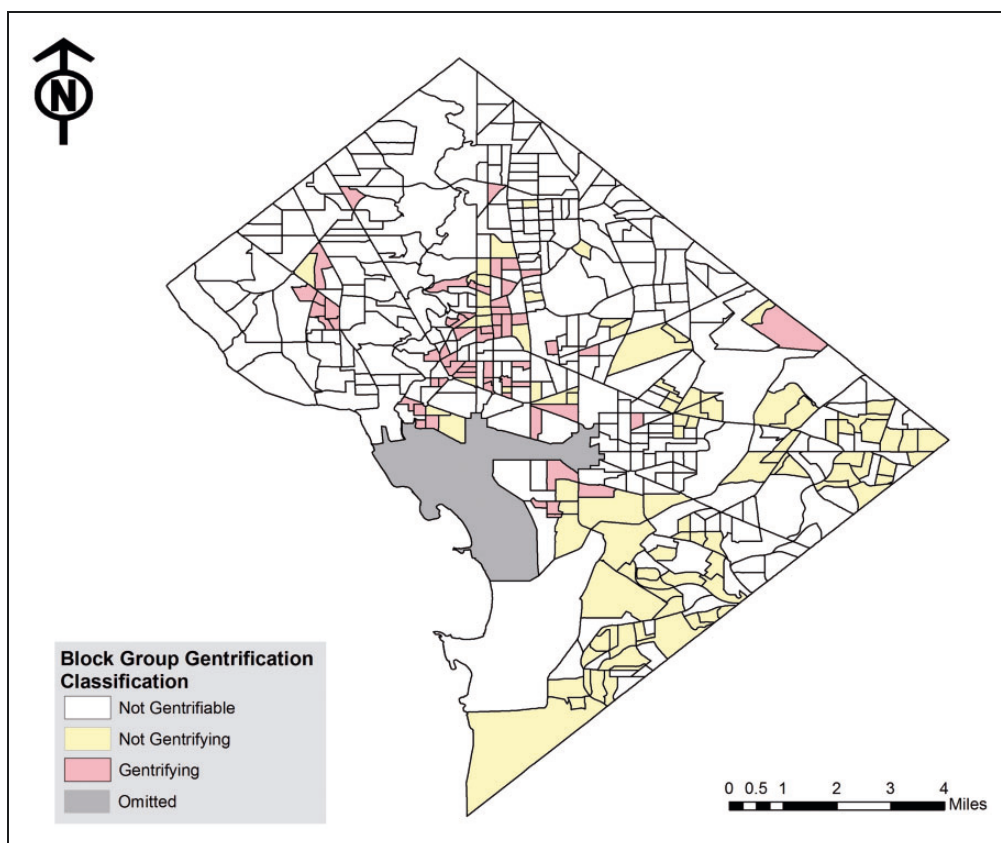 N
Block Group Gentrification
Classification
Not Gentrifiable
Not Gentrifying
Gentrifying
Omitted
0 0.5 1 2 3 4
Miles